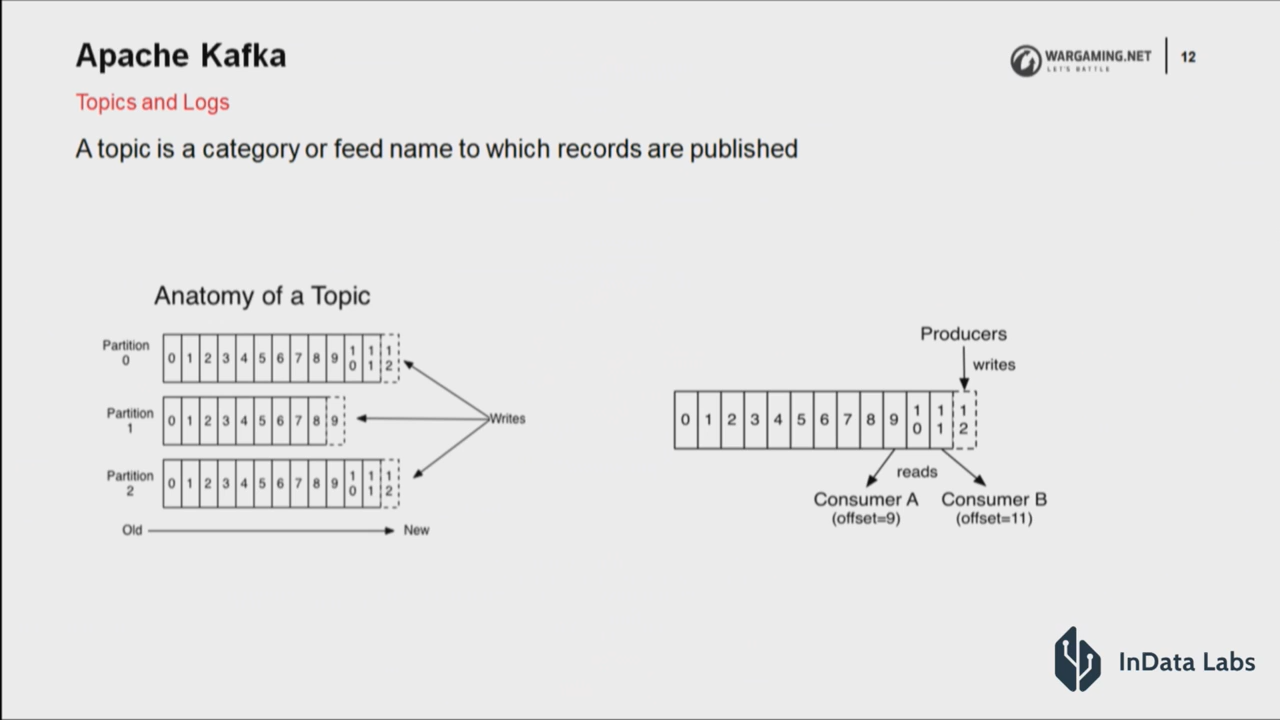 Apache Kafka
WARGAMING.NET
LET'S BATTLE
12
Topics and Logs
A topic is a category or feed name to which records are published
Anatomy of a Topic
Partition
0
0 1 2 3 4 5 6 7 8 9 10 11 12
Partition
1
0 1 2 3 4 5 6 7 8 9
Partition
2
0 1 2 3 4 5 6 7 8 9 10 11 12
Writes
Old
New
Producers
writes
0 1 2 3 4 5 6 7 8 9 10 11 12
reads
Consumer A
(offset=9)
Consumer B
(offset=11)
InData Labs